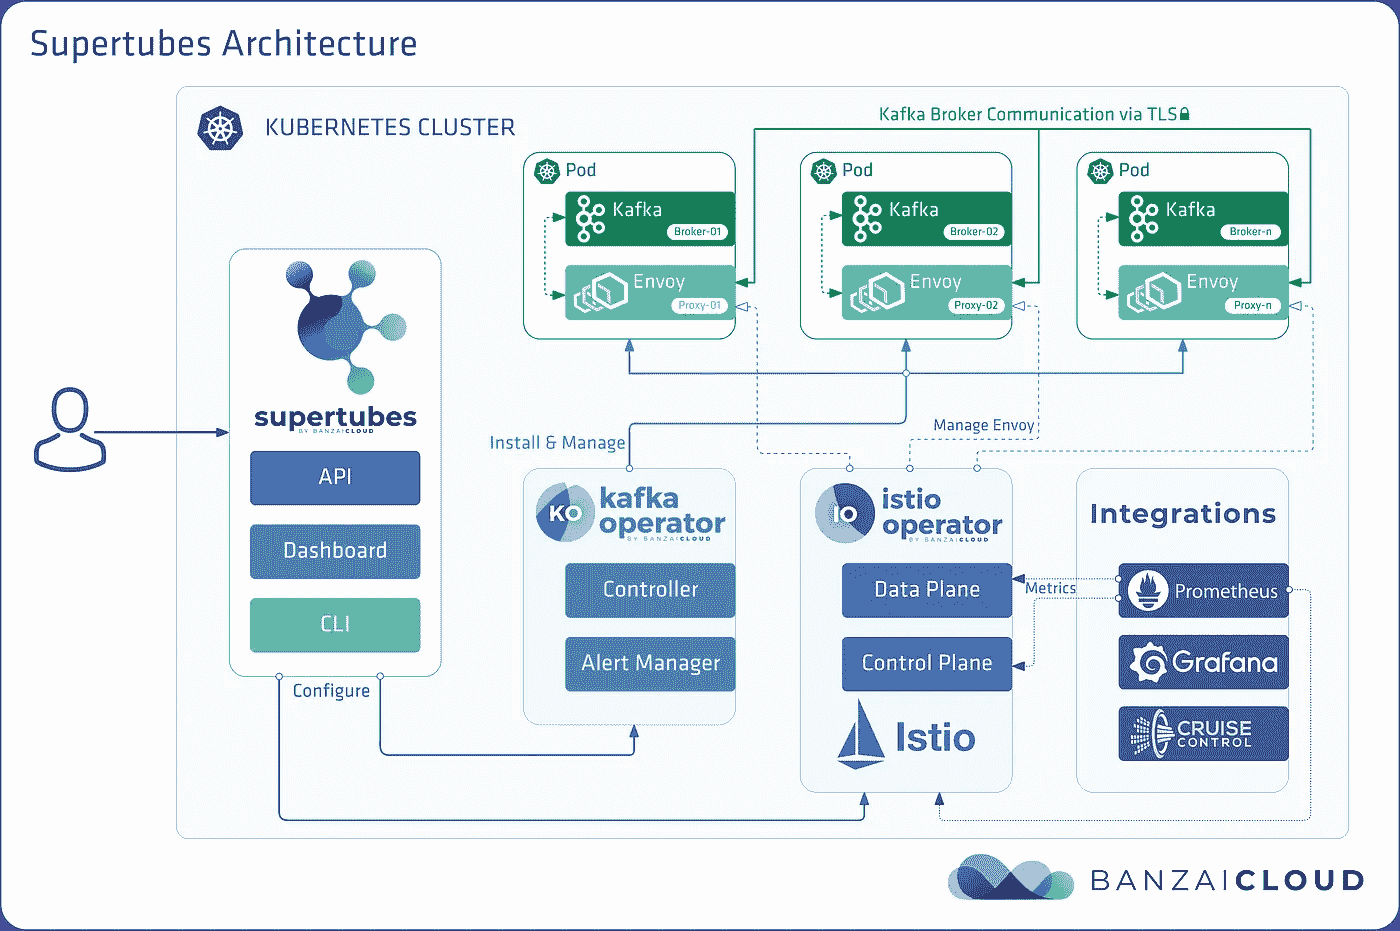 Supertubes Architecture
KUBERNETES CLUSTER
Kafka Broker Communication via TLS
Pod
Kafka
Broker-01
Envoy
Proxy-01
Pod
Kafka
Broker-02
Envoy
Proxy-02
Pod
Kafka
Broker-n
Envoy
Proxy-n
supertubes
BY BANZAICLOUD
API
Dashboard
CLI
Configure
Install & Manage
Manage Envoy
KO
kafka
operator
BY BANZAICLOUD
Controller
Alert Manager
IO
istio
operator
BY BANZAICLOUD
Data Plane
Control Plane
Istio
Metrics
Integrations
Prometheus
Grafana
CRUISE
CONTROL
BANZAICLOUD